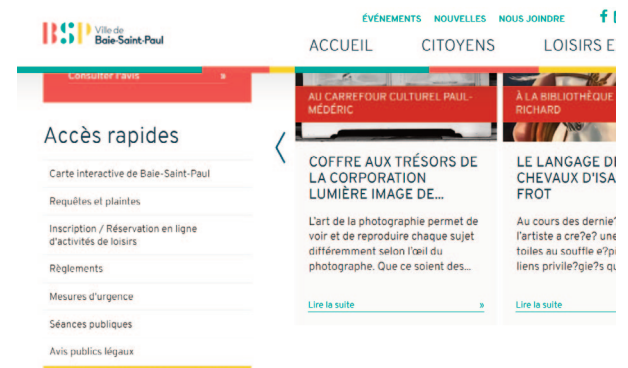 ÉVÉNEMENTS NOUVELLES NOUS JOINDRE
BSP Ville de
Baie-Saint-Paul
ACCUEIL CITOYENS LOISIRS E
Consulter l'avis »
Accès rapides
Carte interactive de Baie-Saint-Paul
Requêtes et plaintes
Inscription / Réservation en ligne
d'activités de loisirs
Règlements
Mesures d'urgence
Séances publiques
Avis publics légaux
AU CARREFOUR CULTUREL PAUL-
MÉDÉRIC
COFFRE AUX TRÉSORS DE
LA CORPORATION
LUMIÈRE IMAGE DE...
L'art de la photographie permet de
voir et de reproduire chaque sujet
différemment selon l'œil du
photographe. Que ce soient des...
Lire la suite »
À LA BIBLIOTHÈQUE
RICHARD
LE LANGAGE DE
CHEVAUX D'ISA
FROT
Au cours des dernie?
l'artiste a cre?e? une
toiles au souffle e?p
liens privile?gie?s qu
Lire la suite